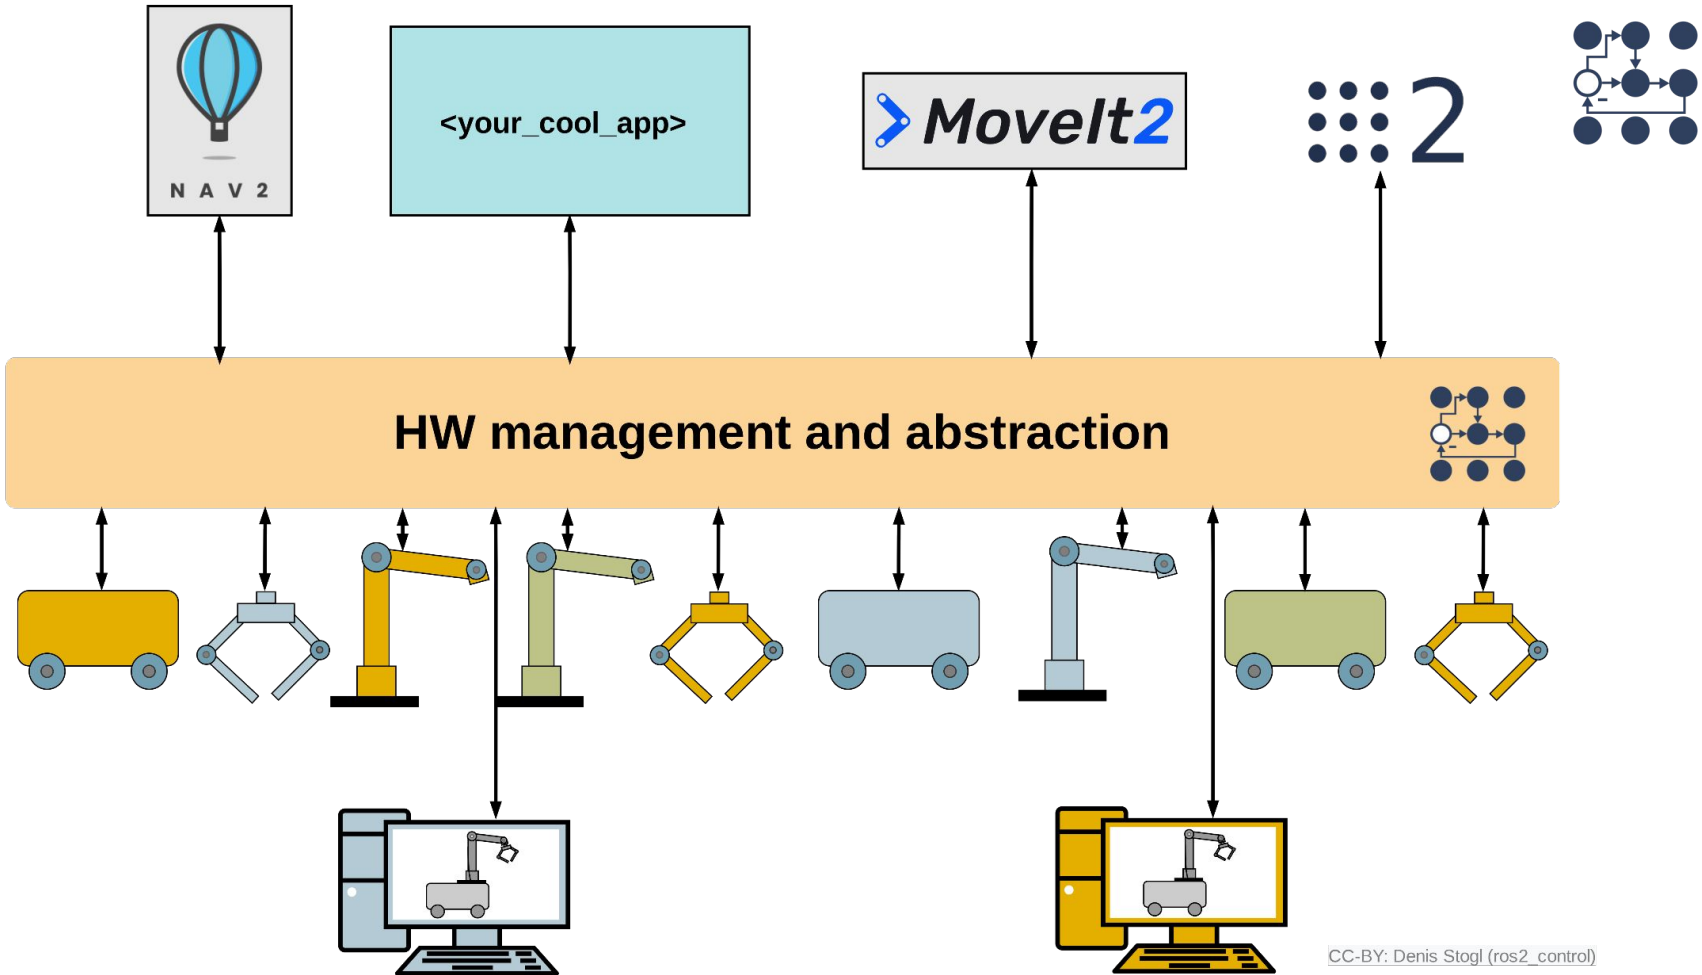 NAV2
<your_cool_app>
MoveIt2
2
HW management and abstraction
CC-BY: Denis Stogl (ros2_control)